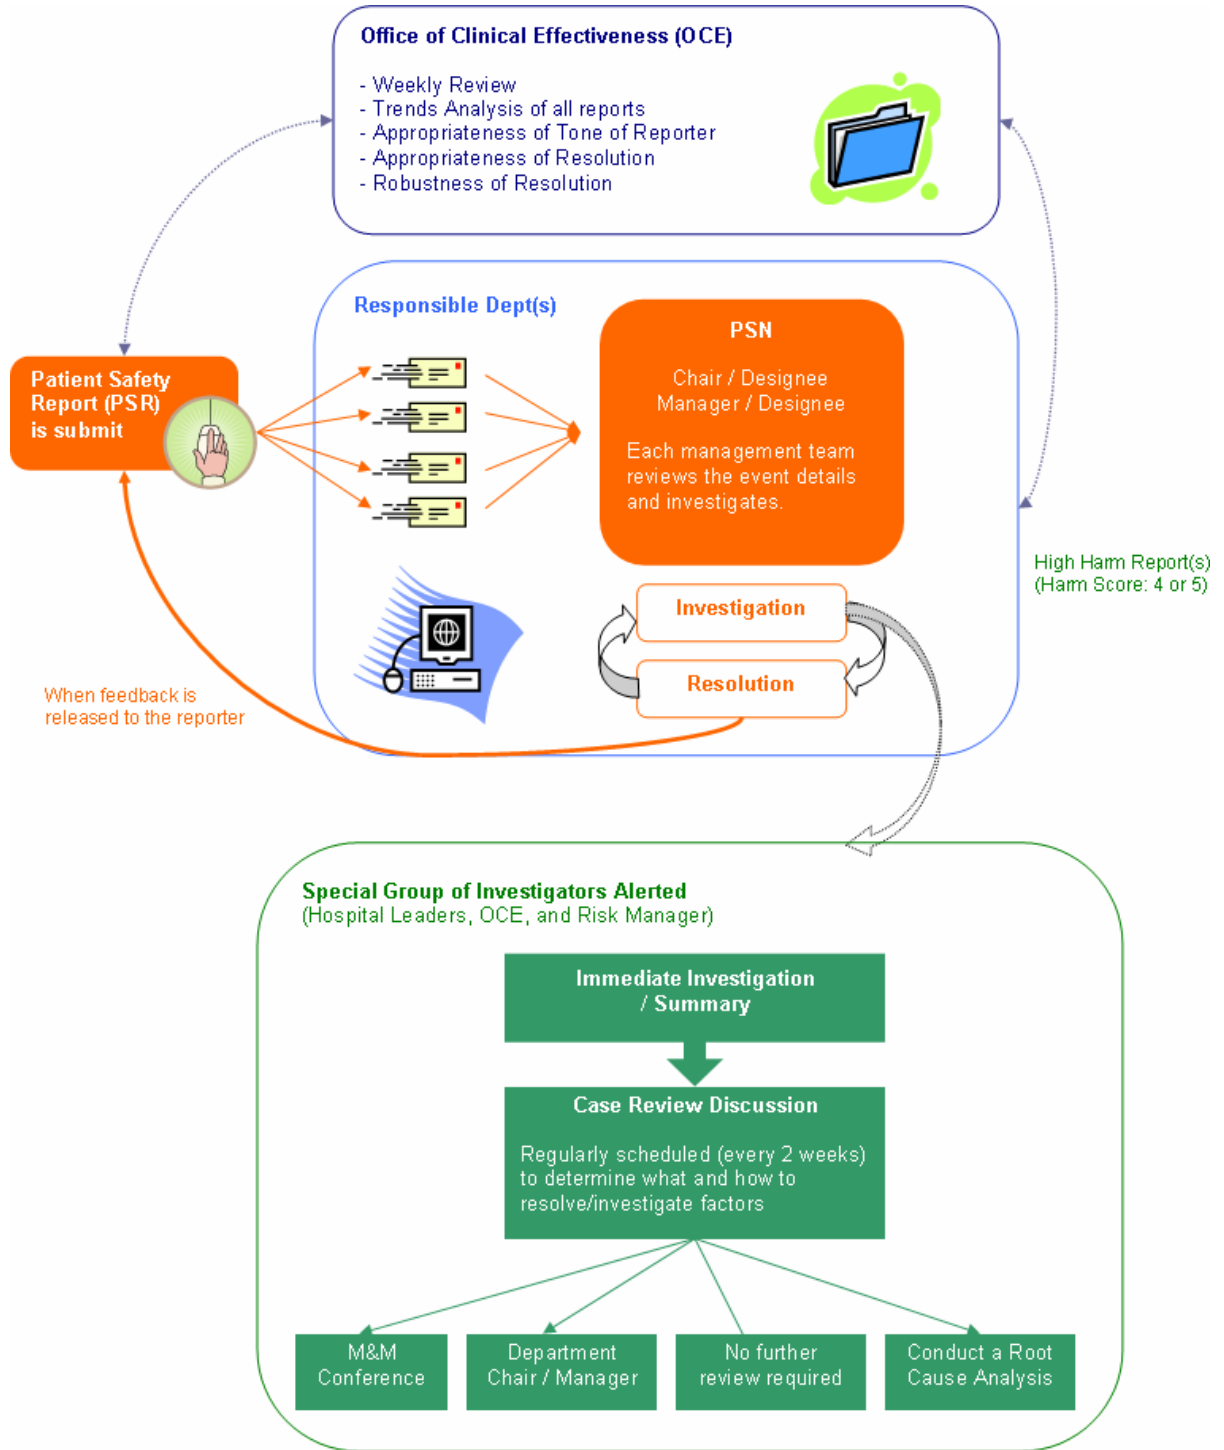 Office of Clinical Effectiveness (OCE)
- Weekly Review
- Trends Analysis of all reports
- Appropriateness of Tone of Reporter
- Appropriateness of Resolution
- Robustness of Resolution
Responsible Dept(s)
PSN
Chair / Designee
Manager / Designee
Each management team
reviews the event details
and investigates.
Patient Safety
Report (PSR)
is submit
High Harm Report(s)
(Harm Score: 4 or 5)
Investigation
Resolution
When feedback is
released to the reporter
Special Group of Investigators Alerted
(Hospital Leaders, OCE, and Risk Manager)
Immediate Investigation
/ Summary
Case Review Discussion
Regularly scheduled (every 2 weeks)
to determine what and how to
resolve/investigate factors
M&M
Conference
Department
Chair / Manager
No further
review required
Conduct a Root
Cause Analysis